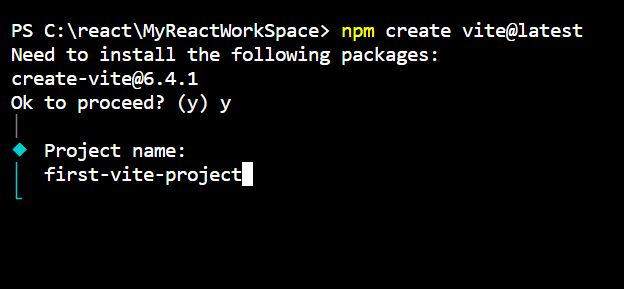 PS C:\react\MyReactWorkSpace> npm create vite@latest
Need to install the following packages:
create-vite@6.4.1
Ok to proceed? (y) y
Project name:
first-vite-project